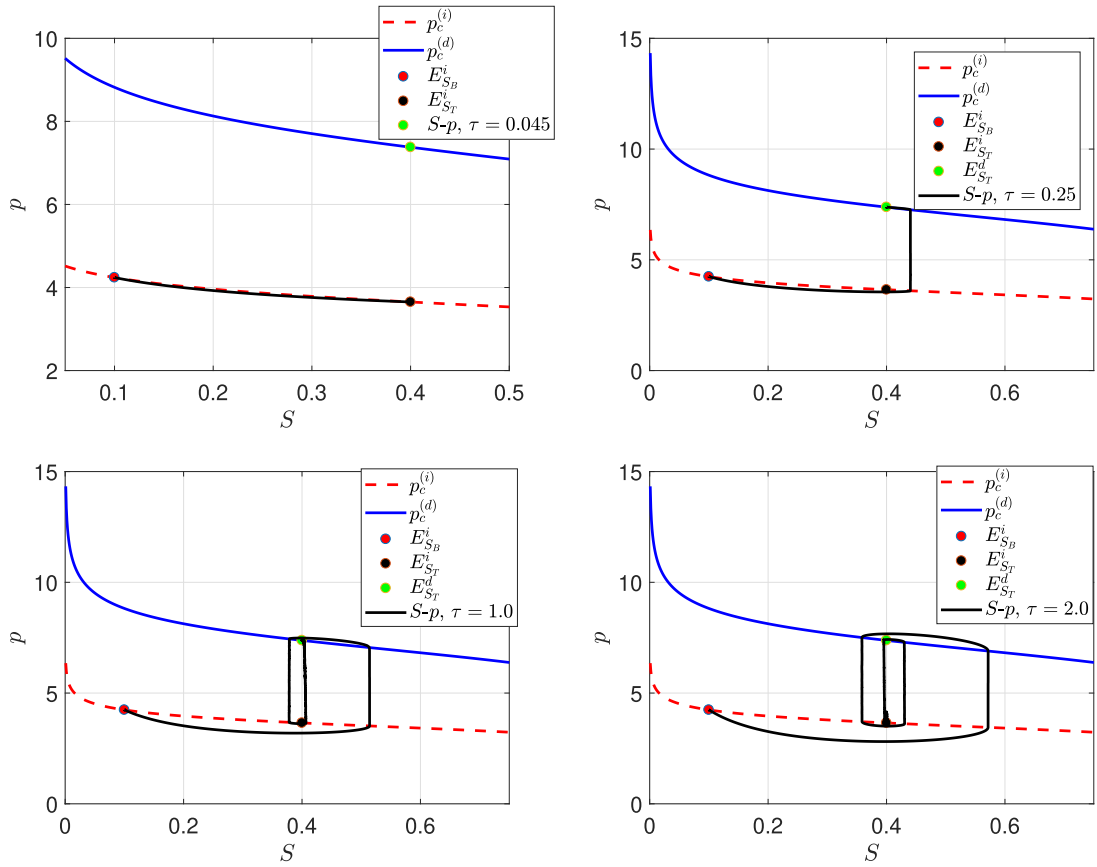 10
8
6
4
2
p
0.1
0.2
0.3
0.4
0.5
S
p_c^{(i)}
p_c^{(d)}
E^i_{S_B}
E^i_{S_T}
S-p, τ = 0.045
15
10
5
0
p
0
0.2
0.4
0.6
S
p_c^{(i)}
p_c^{(d)}
E^i_{S_B}
E^i_{S_T}
E^d_{S_T}
S-p, τ = 0.25
15
10
5
0
p
0
0.2
0.4
0.6
S
p_c^{(i)}
p_c^{(d)}
E^i_{S_B}
E^i_{S_T}
E^d_{S_T}
S-p, τ = 1.0
15
10
5
0
p
0
0.2
0.4
0.6
S
p_c^{(i)}
p_c^{(d)}
E^i_{S_B}
E^i_{S_T}
E^d_{S_T}
S-p, τ = 2.0